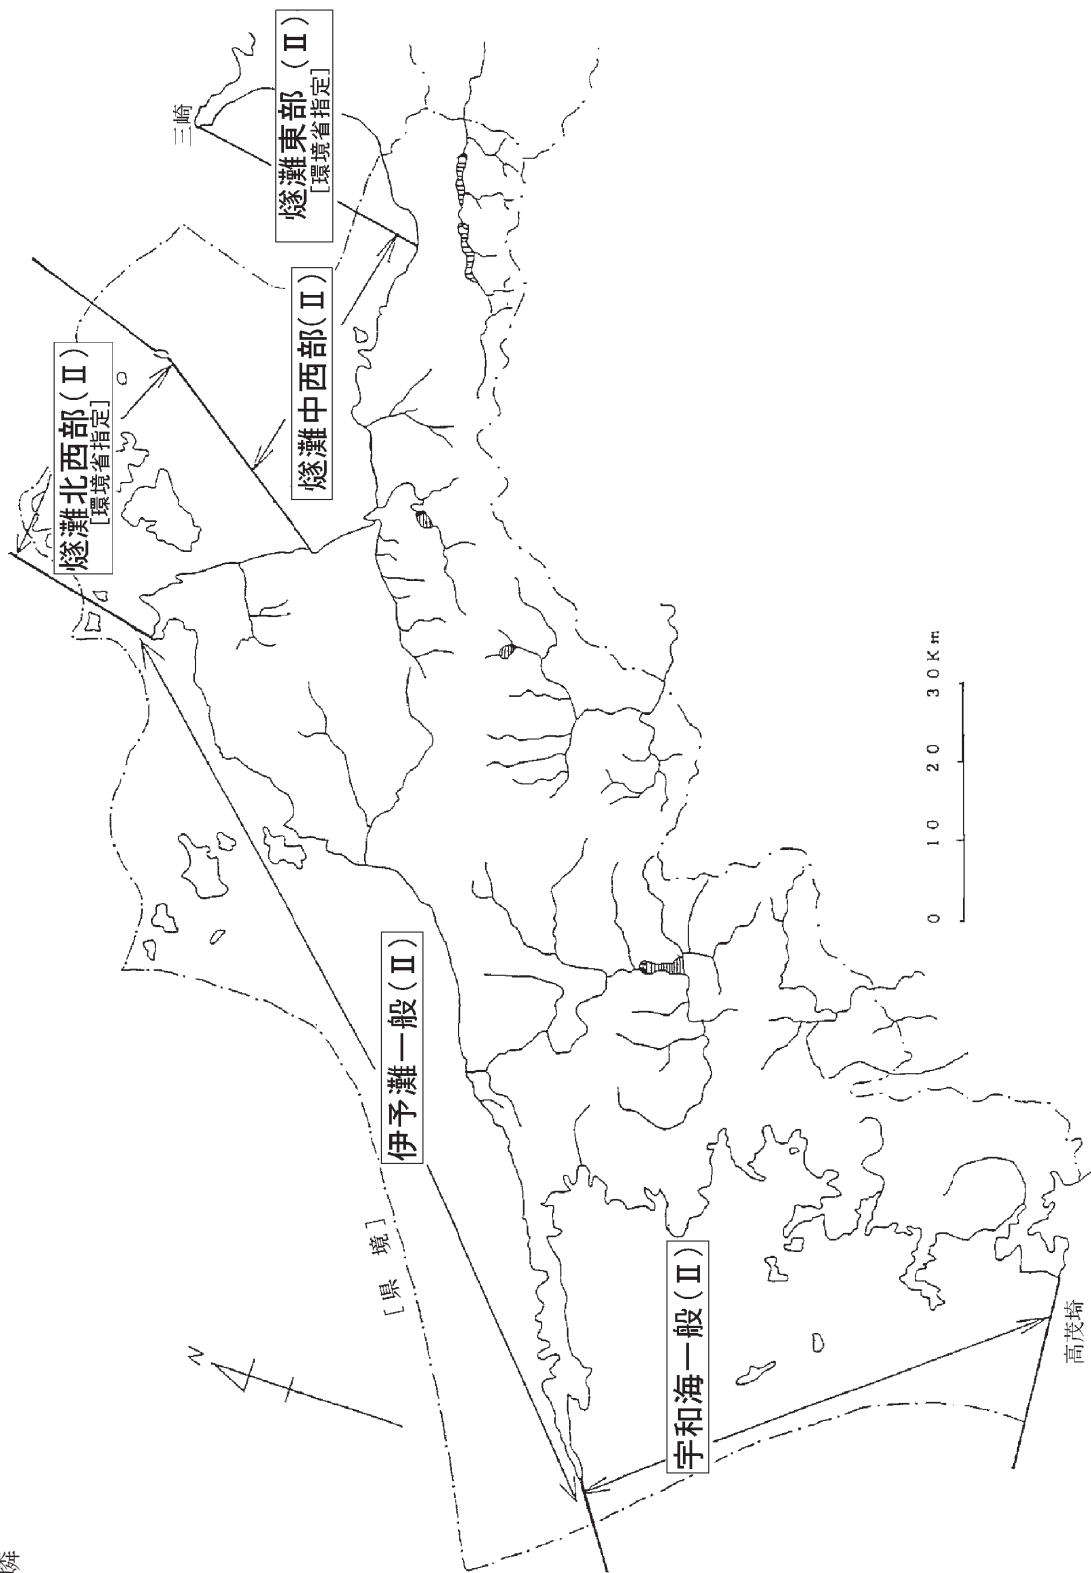 燐
三崎
燧灘東部(Ⅱ)
[環境省指定]
燧灘北西部(Ⅱ)
[環境省指定]
燧灘中西部(Ⅱ)
伊予灘一般(Ⅱ)
[県 境]
N
宇和海一般(Ⅱ)
高茂埼
0 10 20 30Km